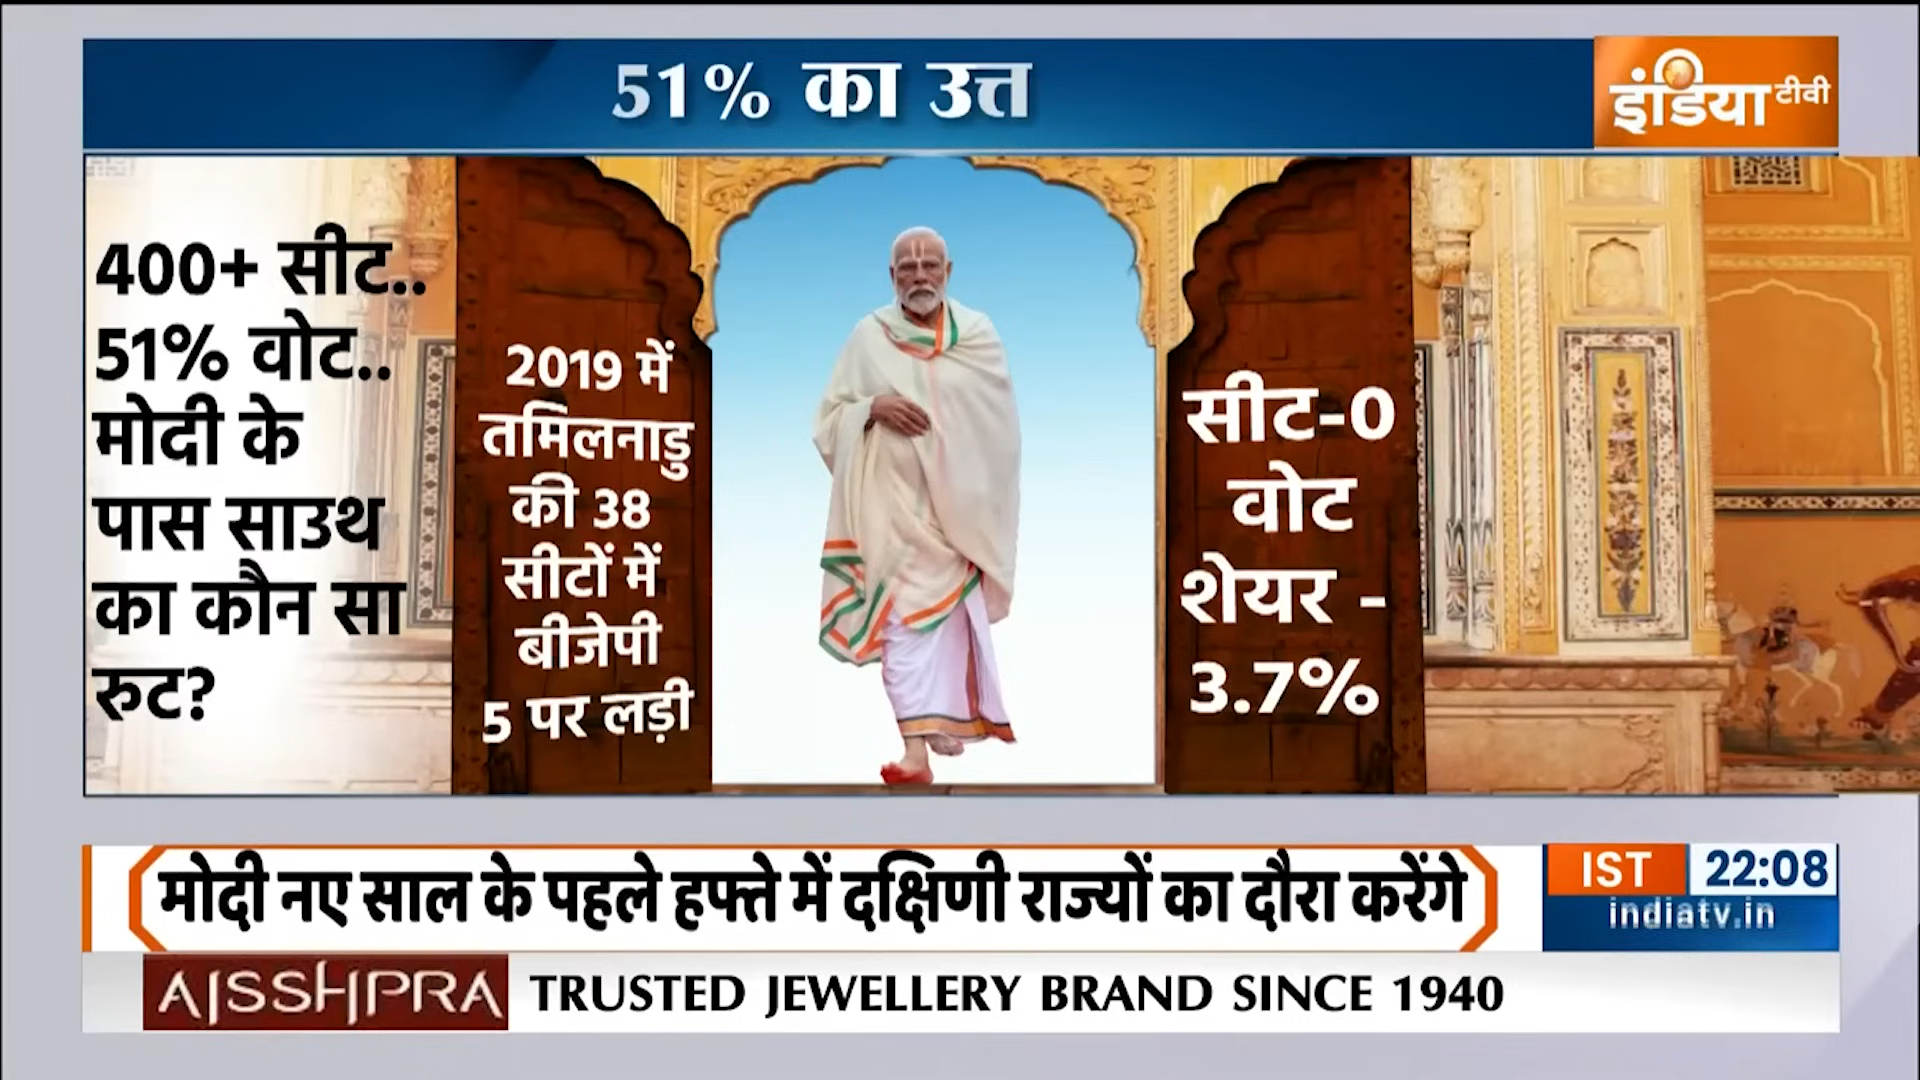 51% का उत्त
इंडिया टीवी
400+ सीट..
51% वोट..
मोदी के
पास साउथ
का कौन सा
रुट?
2019 में
तमिलनाडु
की 38
सीटों में
बीजेपी
5 पर लड़ी
सीट-0
वोट
शेयर -
3.7%
मोदी नए साल के पहले हफ्ते में दक्षिणी राज्यों का दौरा करेंगे
IST 22:08
indiatv.in
AISSHPRA TRUSTED JEWELLERY BRAND SINCE 1940